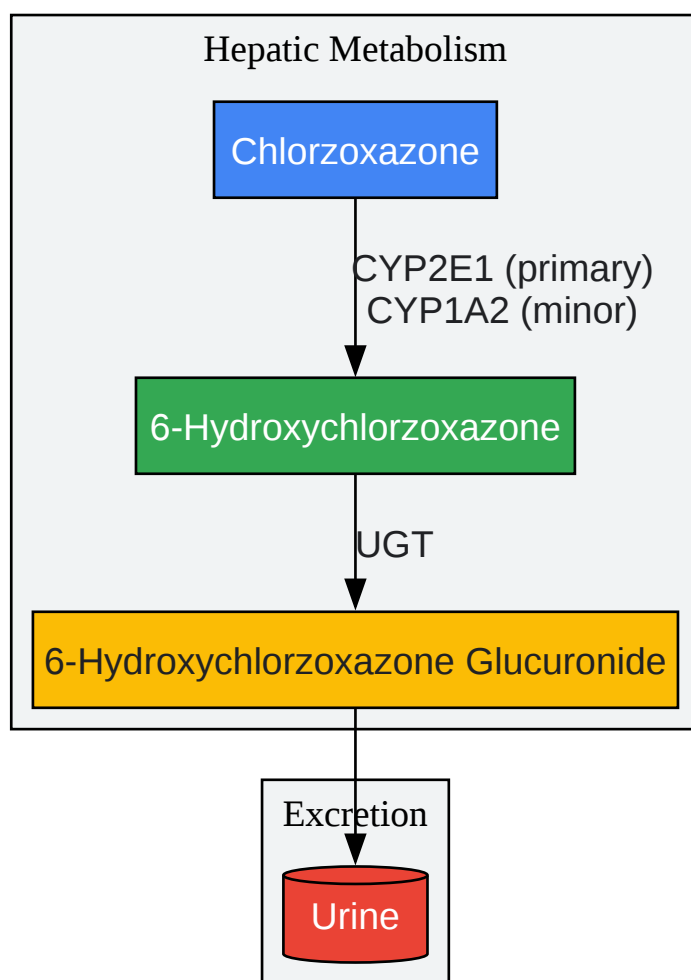 Hepatic Metabolism
Chlorzoxazone
CYP2E1 (primary)
CYP1A2 (minor)
6-Hydroxychlorzoxazone
UGT
6-Hydroxychlorzoxazone Glucuronide
Excretion
Urine